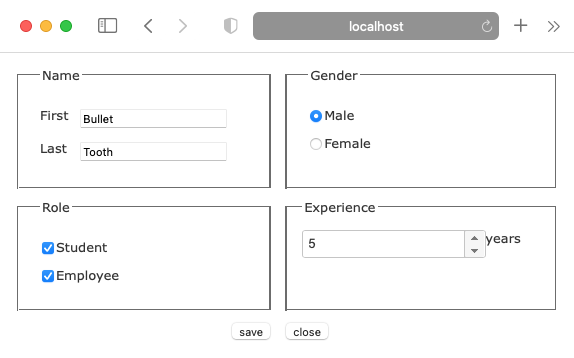 localhost
Name
First Bullet
Last Tooth
Gender
Male
Female
Role
Student
Employee
Experience
5 years
save close